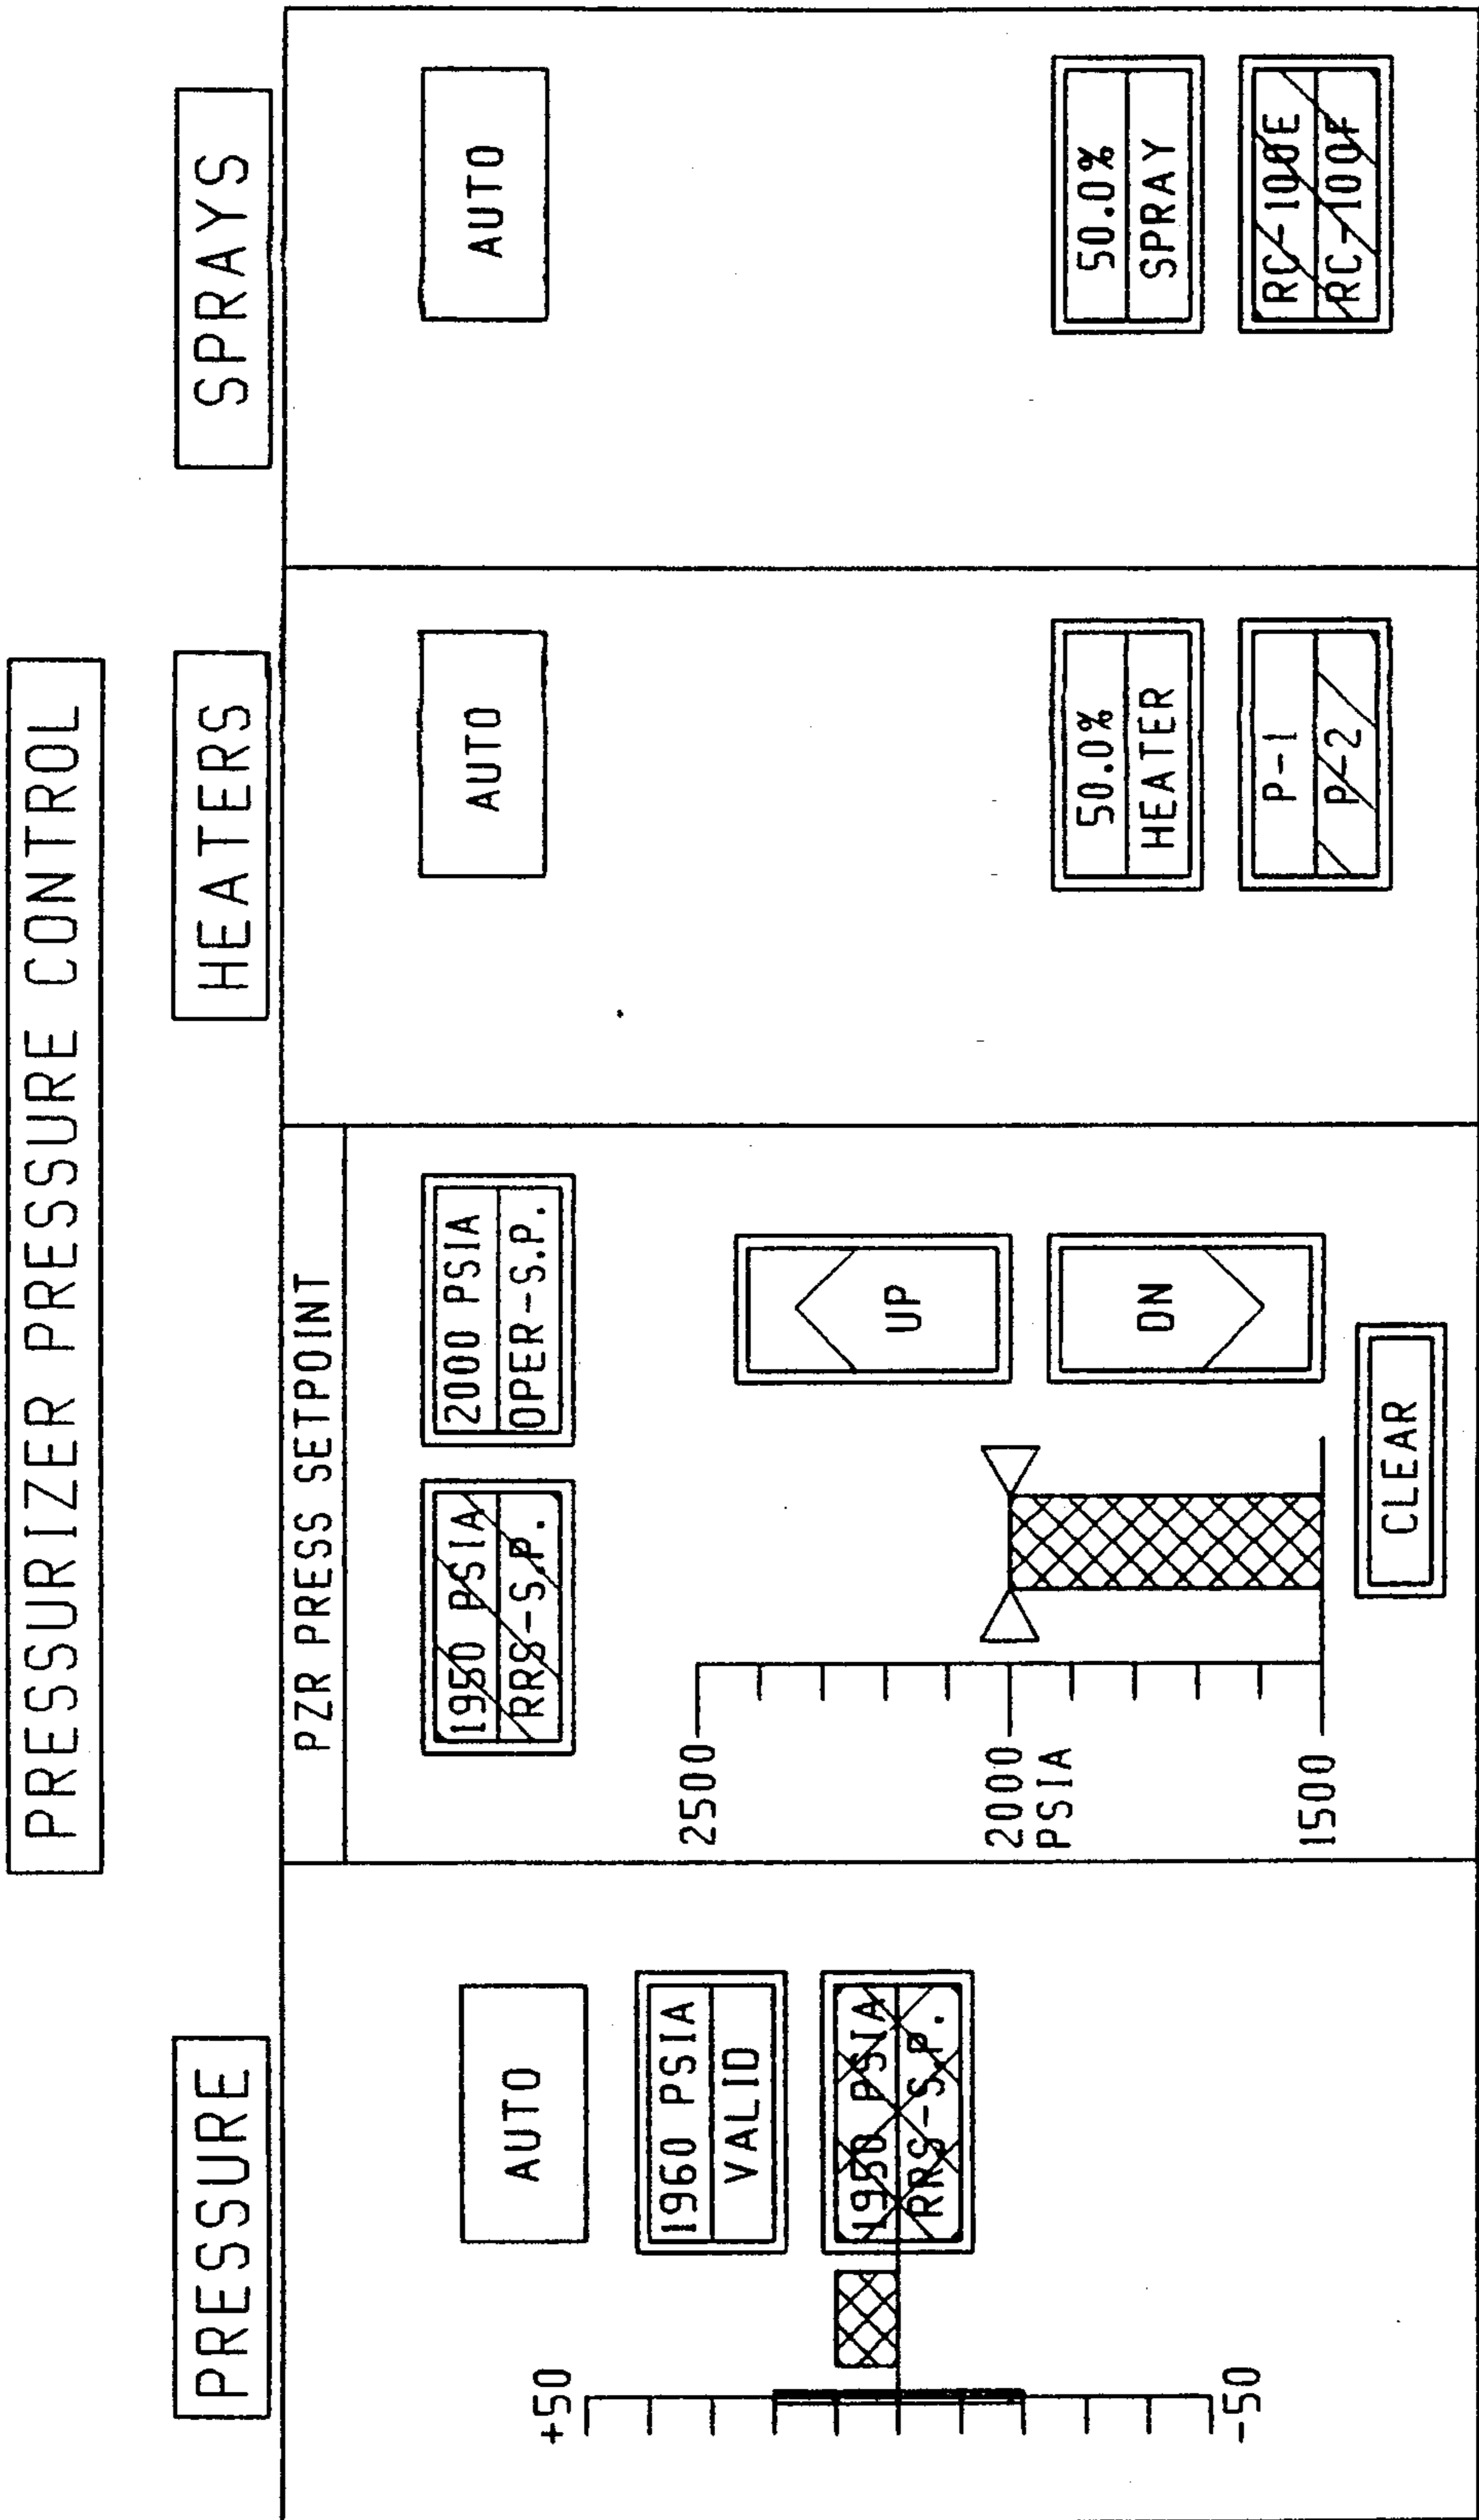 PRESSURIZER PRESSURE CONTROL
PRESSURE
AUTO
1960 PSIA
VALID
1950 PSIA
RRS-S.P.
+50
-50
PZR PRESS SETPOINT
1950 PSIA
RRS-S.P.
2000 PSIA
OPER-S.P.
2500
2000
PSIA
1500
UP
DN
CLEAR
HEATERS
AUTO
50.0%
HEATER
P-1
P-2
SPRAYS
AUTO
50.0%
SPRAY
RC-100E
RC-100F